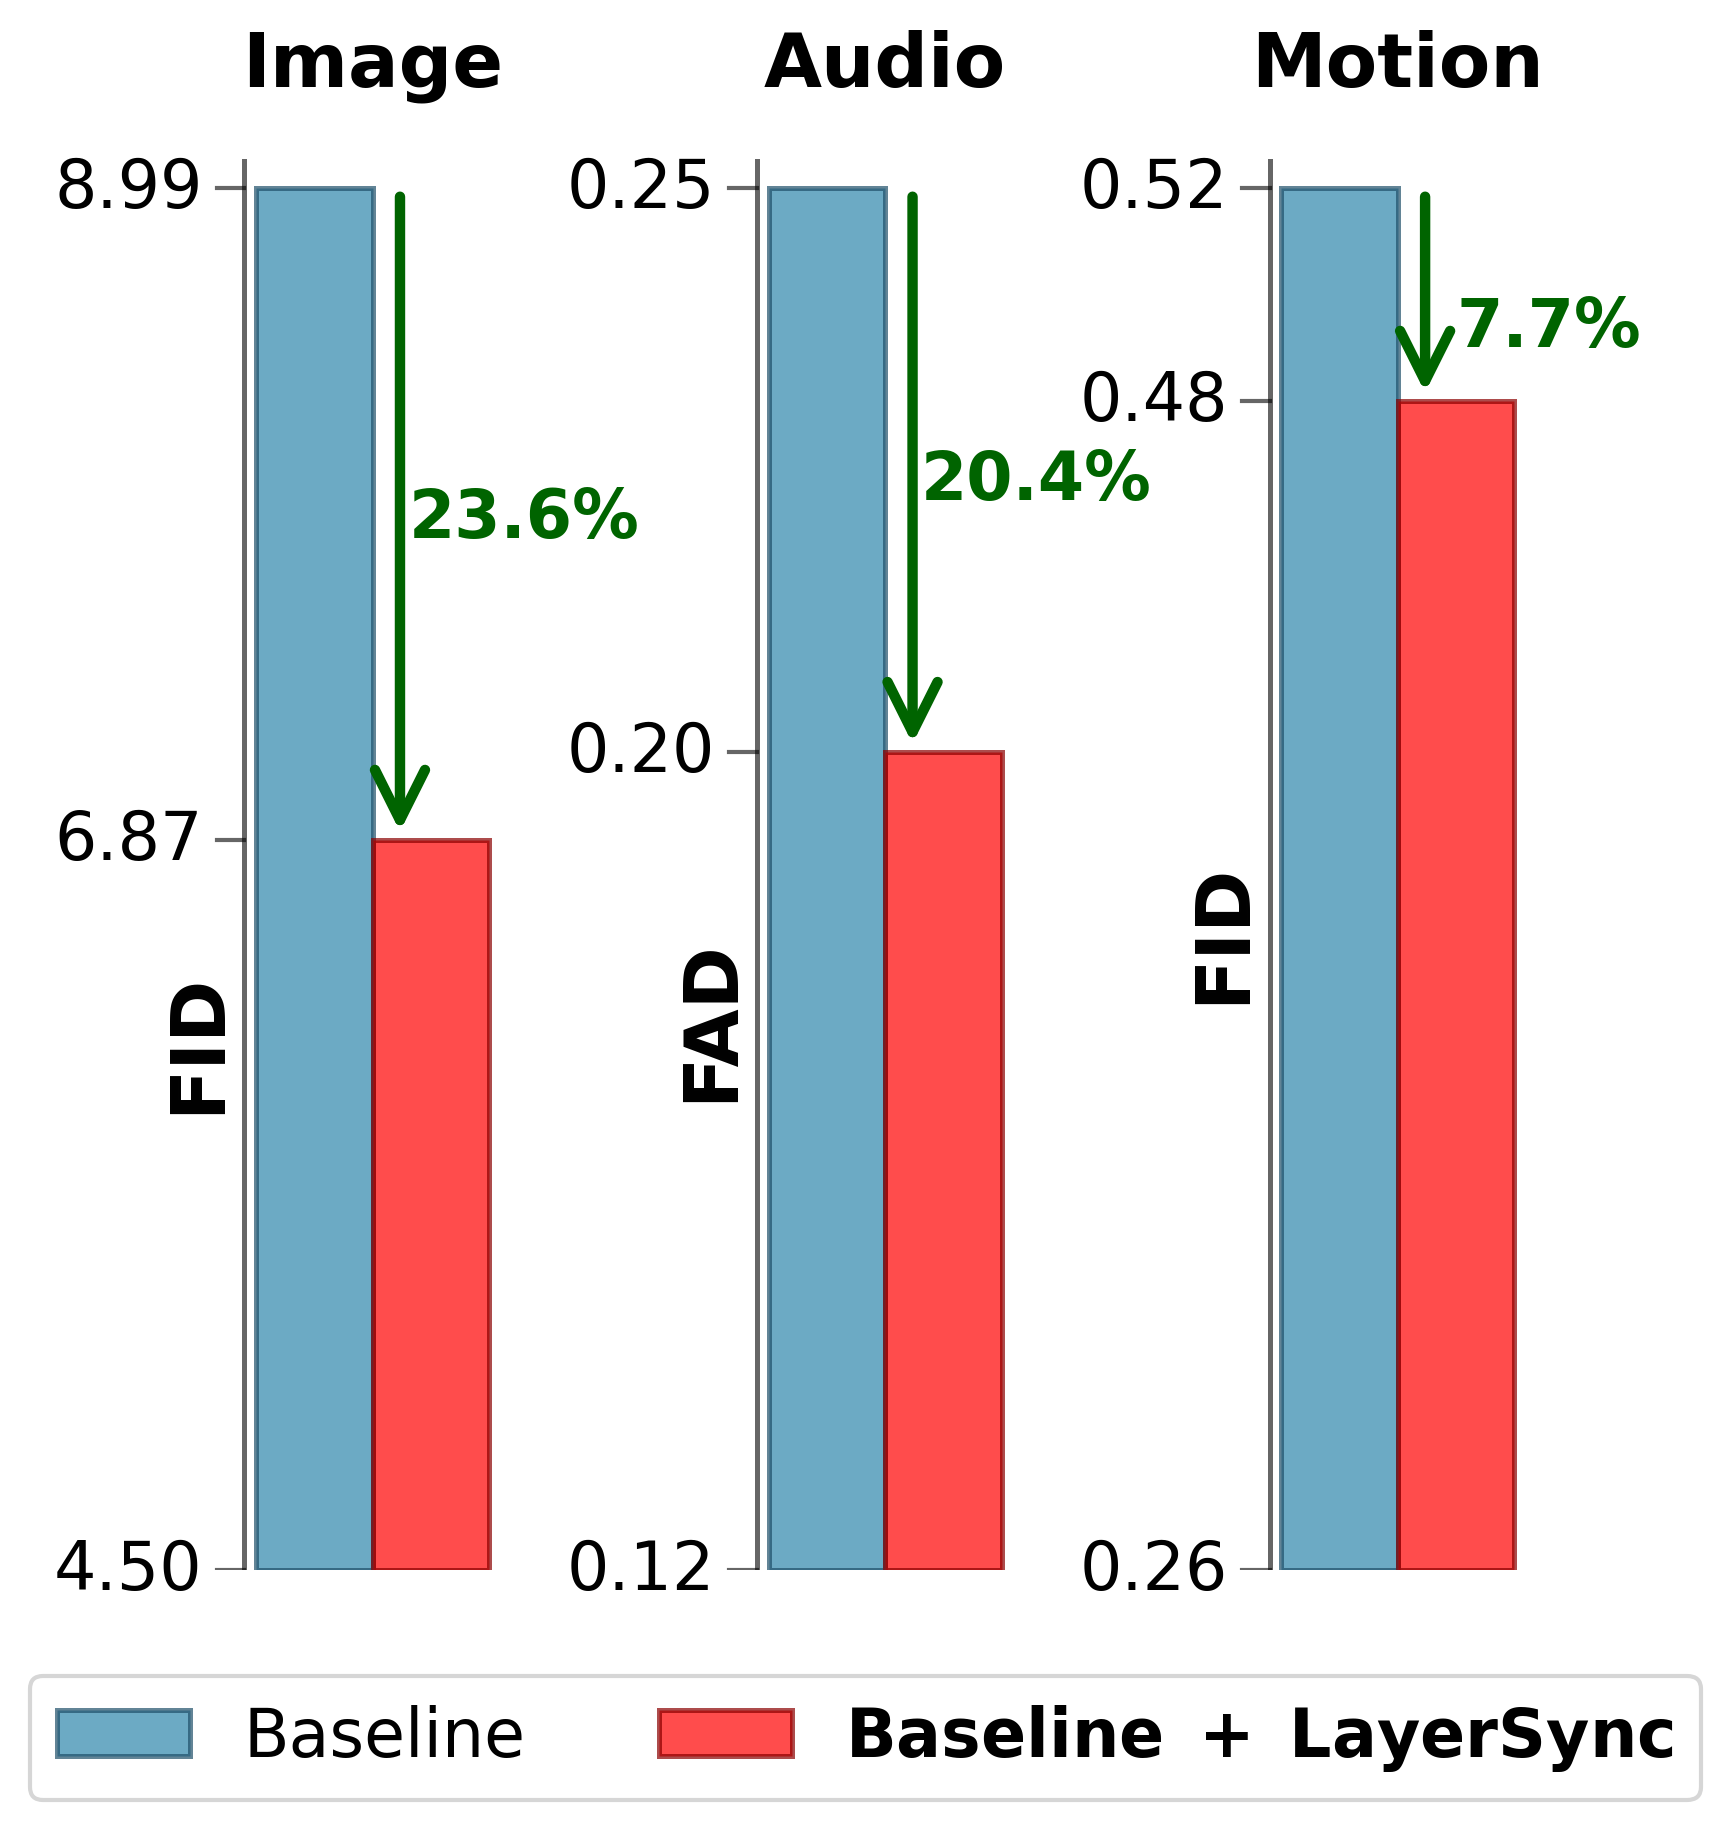 Image
8.99
23.6%
6.87
FID
4.50
Audio
0.25
20.4%
0.20
FAD
0.12
Motion
0.52
7.7%
0.48
FID
0.26
Baseline
Baseline + LayerSync